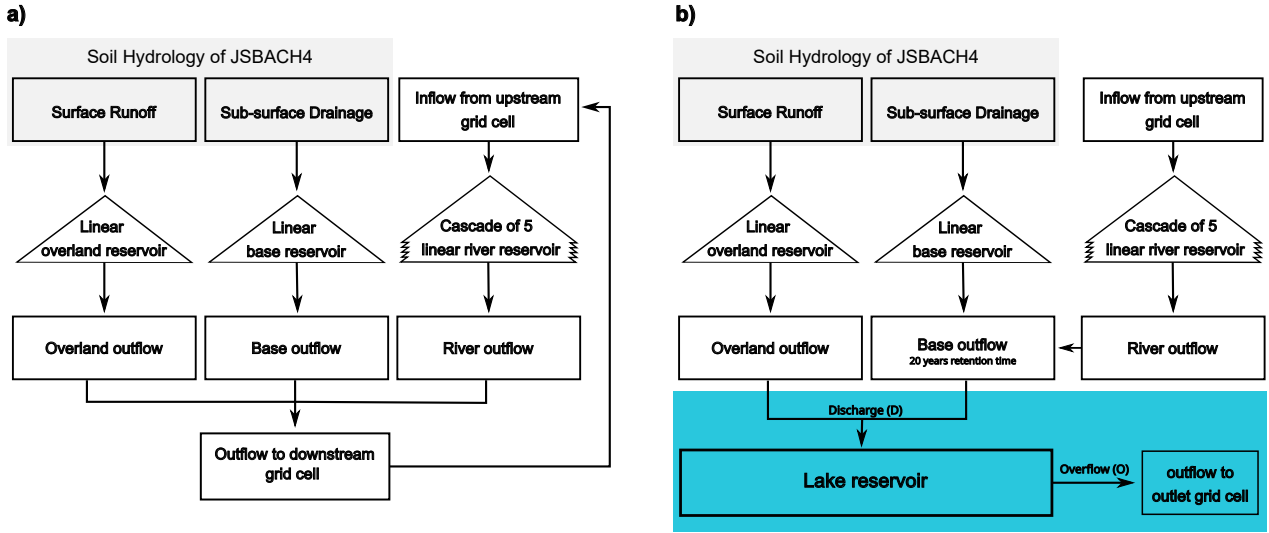 a)
Soil Hydrology of JSBACH4
Surface Runoff
Sub-surface Drainage
Inflow from upstream
grid cell
Linear
overland reservoir
Linear
base reservoir
Cascade of 5
linear river reservoir
Overland outflow
Base outflow
River outflow
Outflow to downstream
grid cell
b)
Soil Hydrology of JSBACH4
Surface Runoff
Sub-surface Drainage
Inflow from upstream
grid cell
Linear
overland reservoir
Linear
base reservoir
Cascade of 5
linear river reservoir
Overland outflow
Base outflow
20 years retention time
River outflow
Discharge (D)
Lake reservoir
Overflow (O)
outflow to
outlet grid cell